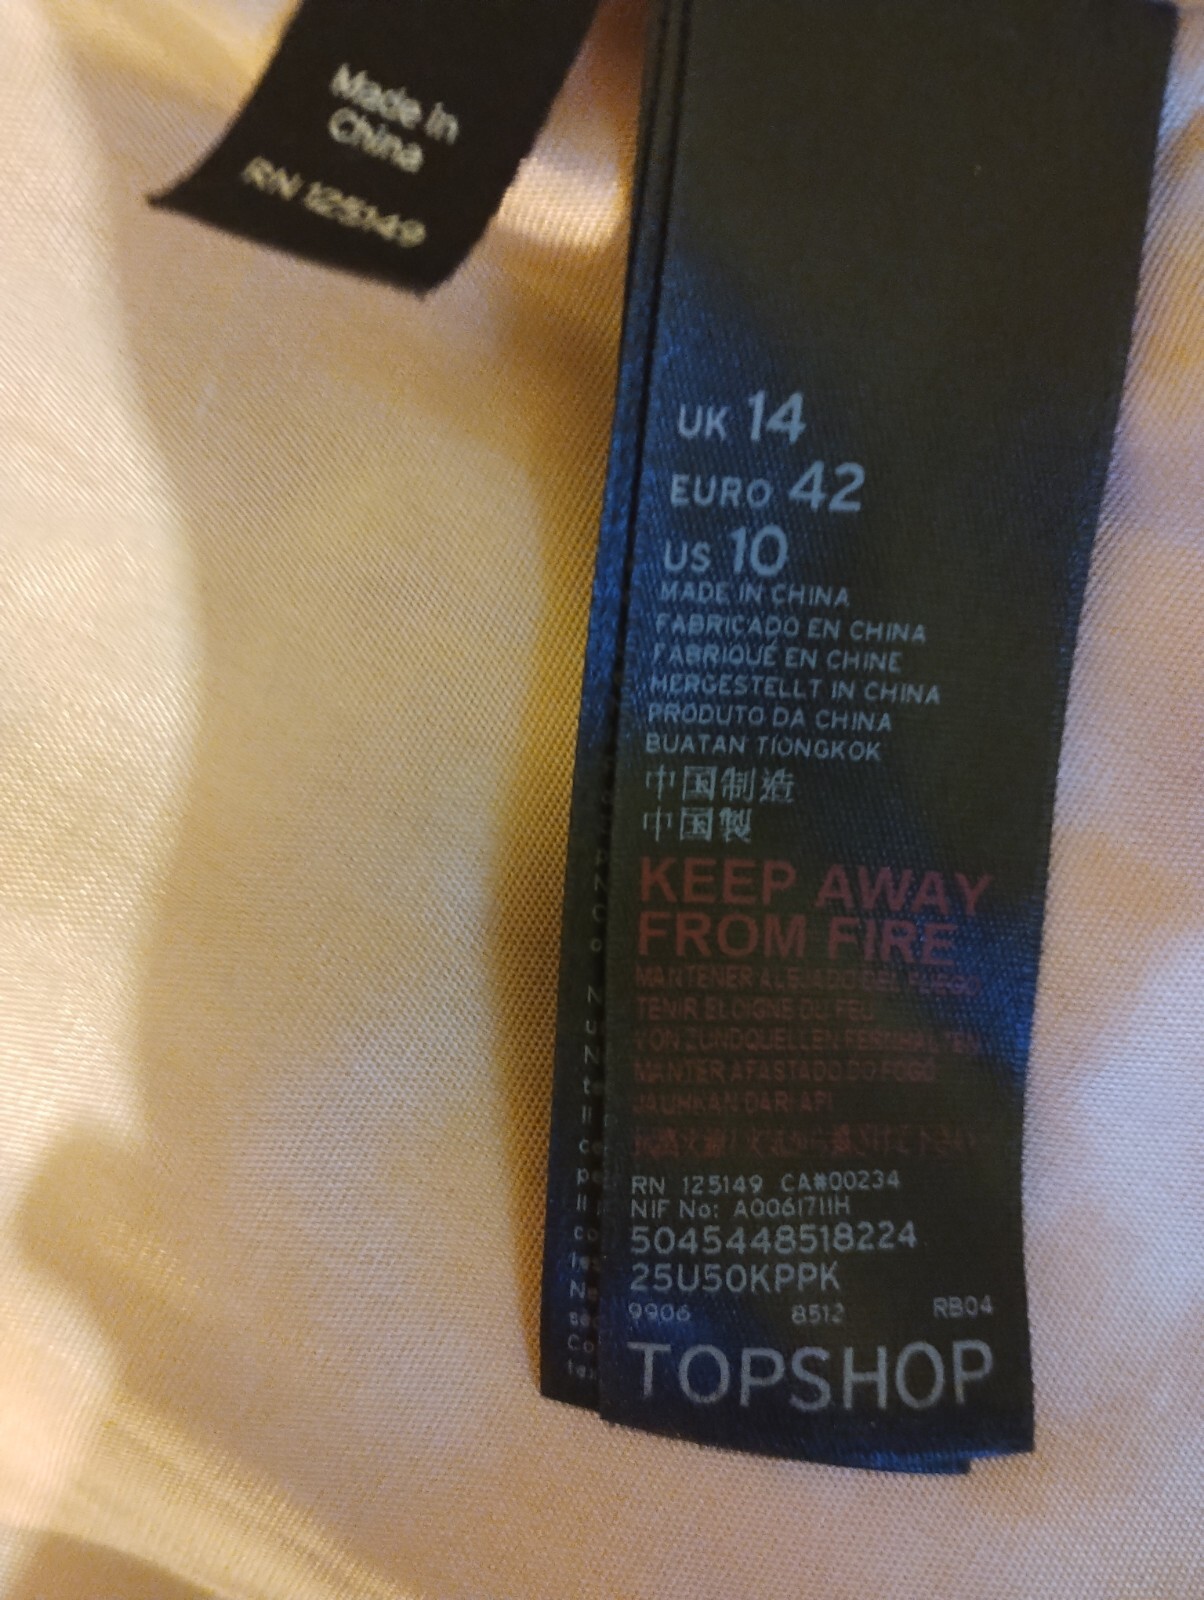 Made in
China
RN 125149
UK 14
EURO 42
US 10
MADE IN CHINA
FABRICADO EN CHINA
FABRIQUÉ EN CHINE
HERGESTELLT IN CHINA
PRODUTO DA CHINA
BUATAN TIONGKOK
中国制造
中国製
KEEP AWAY
FROM FIRE
MANTENER ALEJADO DEL FUEGO
TENIR ELOIGNE DU FEU
VON ZUNDQUELLEN FERNHALTEN
MANTER AFASTADO DO FOGO
JAUHKAN DARI API
RN 125149 CA#00234
NIF No: A0061711H
5045448518224
25U50KPPK
9906 8512 RB04
TOPSHOP